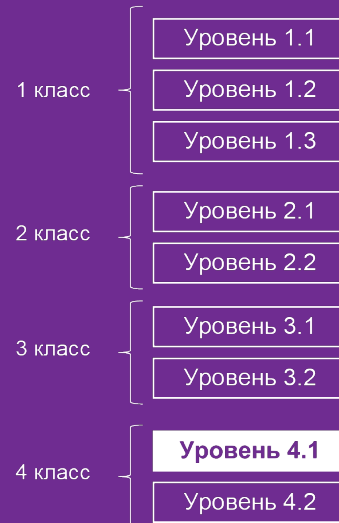 Уровень 1.1
1 класс
Уровень 1.2
Уровень 1.3
Уровень 2.1
2 класс
Уровень 2.2
Уровень 3.1
3 класс
Уровень 3.2
Уровень 4.1
4 класс
Уровень 4.2